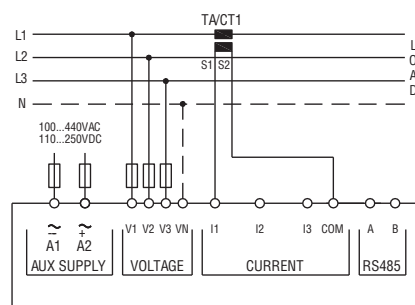 TA/CT1
L1
L2
S1 S2
L3
N
LOAD
100...440VAC
110...250VDC
V1 V2 V3 VN I1 I2 I3 COM A B
~ ~
- +
A1 A2
AUX SUPPLY VOLTAGE CURRENT RS485